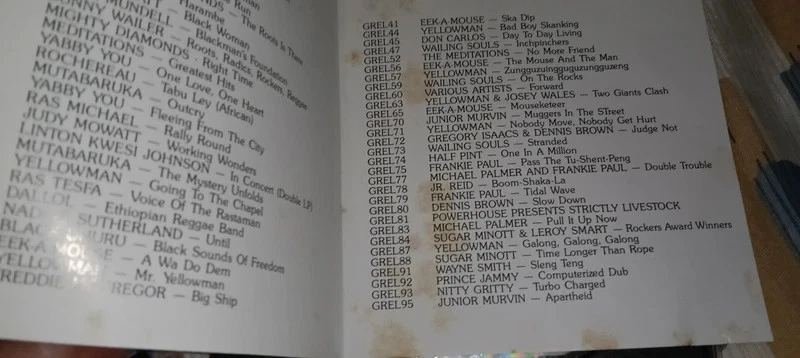 Run
— The Roots Is There
Harambe
— Black Woman
MUNDELL — Blackman's Foundation
WAILER — Roots, Radics, Rockers, Reggae
MIGHTY DIAMONDS - Right Time
MEDITATIONS — Greatest Hits
YABBY YOU — One Love, One Heart
ROCHEREAU — Tabu Ley (African)
MUTABARUKA — Outcry
YABBY YOU — Fleeing From The City
RAS MICHAEL — Rally Round
JUDY MOWATT — Working Wonders
LINTON KWESI JOHNSON — In Concert (Double LP)
MUTABARUKA — The Mystery Unfolds
YELLOWMAN — Going To The Chapel
RAS TESFA — Voice Of The Rastaman
DALLOL — Ethiopian Reggae Band
SUTHERLAND — Until
— Black Sounds Of Freedom
— A Wa Do Dem
— Mr. Yellowman
FREDDIE — Big Ship
GREL41 EEK-A-MOUSE — Ska Dip
GREL44 YELLOWMAN — Bad Boy Skanking
GREL45 DON CARLOS — Day To Day Living
GREL47 WAILING SOULS — Inchpinchers
GREL52 THE MEDITATIONS — No More Friend
GREL56 EEK-A-MOUSE — The Mouse And The Man
GREL57 YELLOWMAN — Zungguzuingguguzungguzeng
GREL59 WAILING SOULS — On The Rocks
GREL60 VARIOUS ARTISTS — Forward
GREL63 YELLOWMAN & JOSEY WALES — Two Giants Clash
GREL65 EEK-A-MOUSE — Mouseketeer
GREL70 JUNIOR MURVIN — Muggers In The STreet
GREL71 YELLOWMAN — Nobody Move, Nobody Get Hurt
GREL72 GREGORY ISAACS & DENNIS BROWN — Judge Not
GREL73 WAILING SOULS — Stranded
GREL74 HALF PINT — One In A Million
GREL75 FRANKIE PAUL — Pass The Tu-Shent-Peng
GREL77 MICHAEL PALMER AND FRANKIE PAUL — Double Trouble
GREL78 JR. REID — Boom-Shaka-La
GREL79 FRANKIE PAUL — Tidal Wave
GREL80 DENNIS BROWN — Slow Down
GREL81 POWERHOUSE PRESENTS STRICTLY LIVESTOCK
GREL83 MICHAEL PALMER — Pull It Up Now
GREL84 SUGAR MINOTT & LEROY SMART — Rockers Award Winners
GREL87 YELLOWMAN — Galong, Galong, Galong
GREL88 SUGAR MINOTT — Time Longer Than Rope
GREL91 WAYNE SMITH — Sleng Teng
GREL92 PRINCE JAMMY — Computerized Dub
GREL93 NITTY GRITTY — Turbo Charged
GREL95 JUNIOR MURVIN — Apartheid